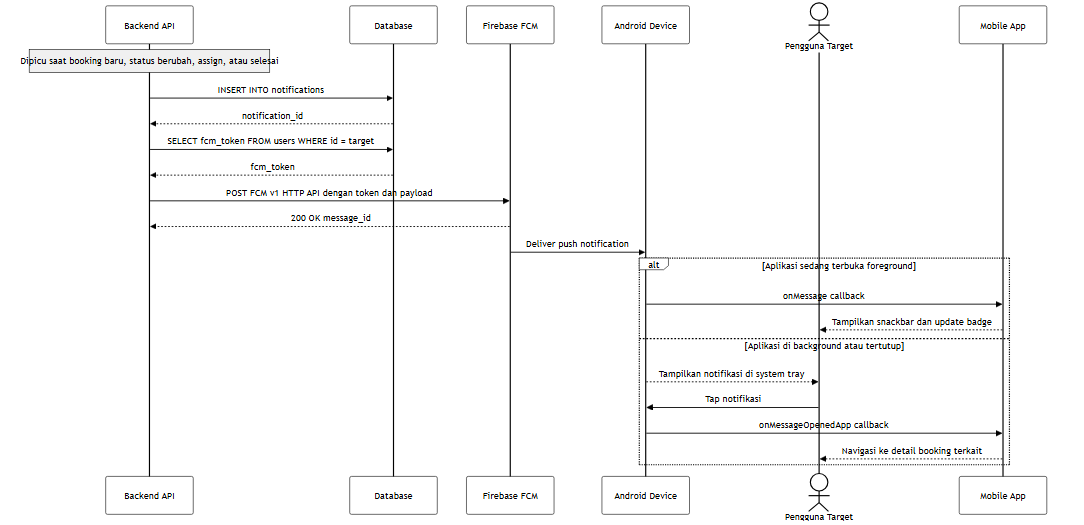 Backend API
Database
Firebase FCM
Android Device
Pengguna Target
Mobile App
Dipicu saat booking baru, status berubah, assign, atau selesai
INSERT INTO notifications
notification_id
SELECT fcm_token FROM users WHERE id = target
fcm_token
POST FCM v1 HTTP API dengan token dan payload
200 OK message_id
Deliver push notification
alt
[Aplikasi sedang terbuka foreground]
onMessage callback
Tampilkan snackbar dan update badge
[Aplikasi di background atau tertutup]
Tampilkan notifikasi di system tray
Tap notifikasi
onMessageOpenedApp callback
Navigasi ke detail booking terkait
Backend API
Database
Firebase FCM
Android Device
Pengguna Target
Mobile App